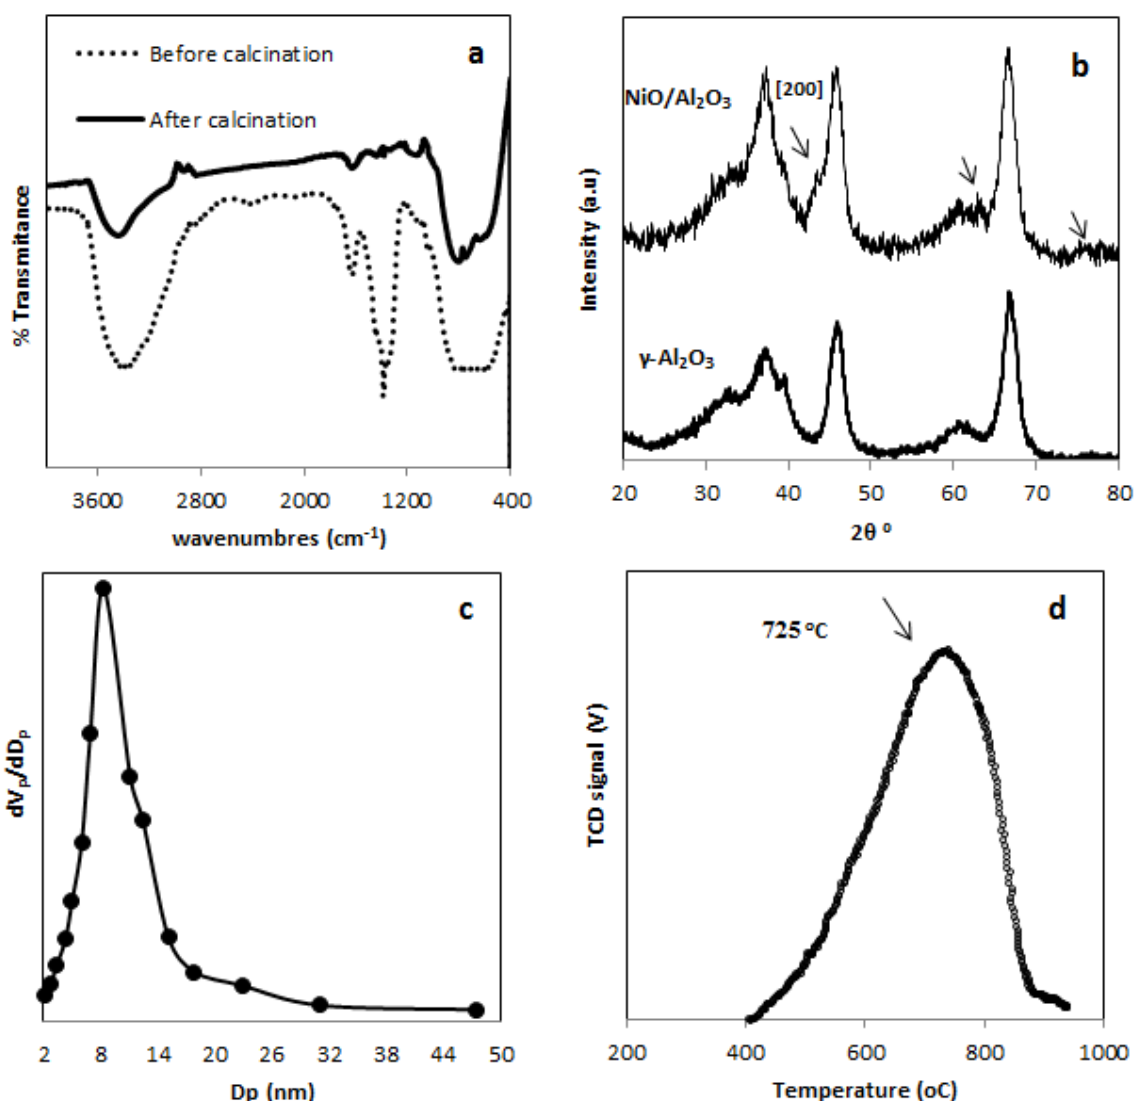 a
Before calcination
After calcination
% Transmitance
3600 2800 2000 1200 400
wavenumbres (cm⁻¹)
b
NiO/Al₂O₃
[200]
γ-Al₂O₃
Intensity (a.u)
20 30 40 50 60 70 80
2θ °
c
dVₚ/dDₚ
2 8 14 20 26 32 38 44 50
Dp (nm)
d
725 °C
TCD signal (V)
200 400 600 800 1000
Temperature (oC)